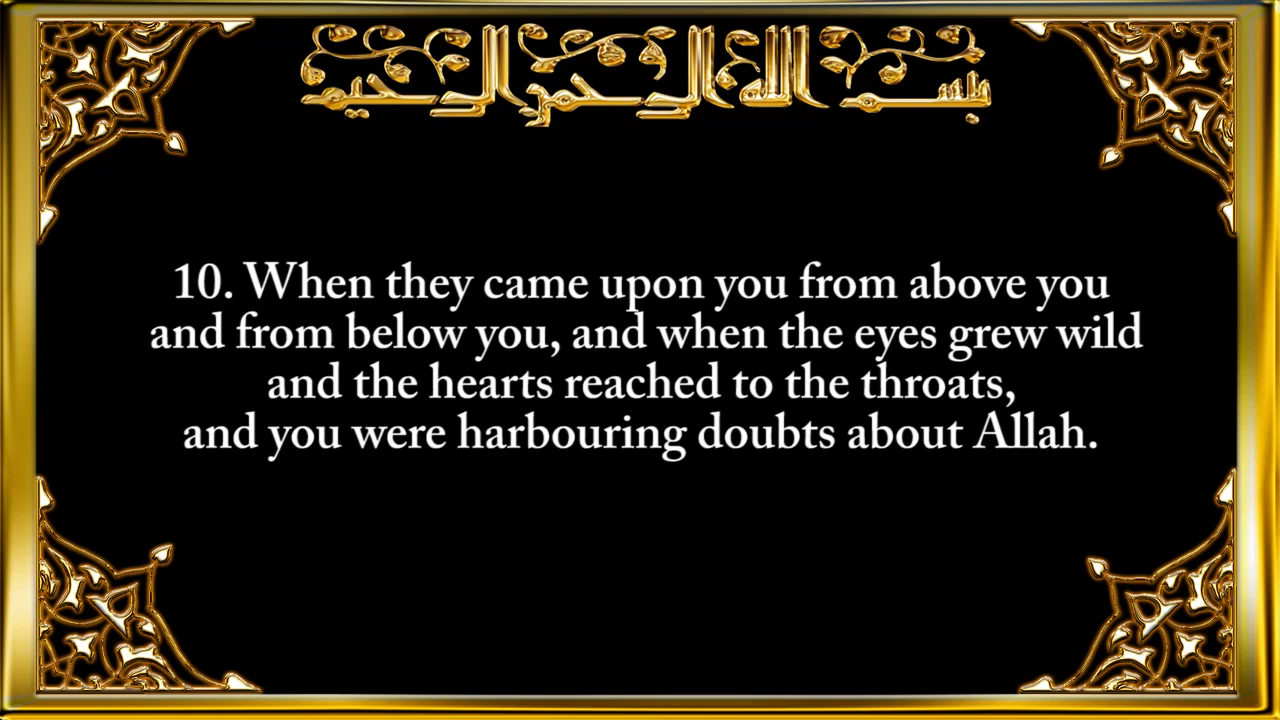 بسم الله الرحمن الرحيم
10. When they came upon you from above you
and from below you, and when the eyes grew wild
and the hearts reached to the throats,
and you were harbouring doubts about Allah.